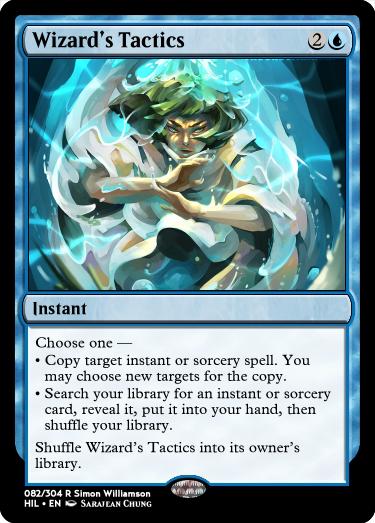 Wizard's Tactics 2
Instant
Choose one —
• Copy target instant or sorcery spell. You
may choose new targets for the copy.
• Search your library for an instant or sorcery
card, reveal it, put it into your hand, then
shuffle your library.
Shuffle Wizard's Tactics into its owner's
library.
082/304 R Simon Williamson
HIL • EN Sarafean Chung